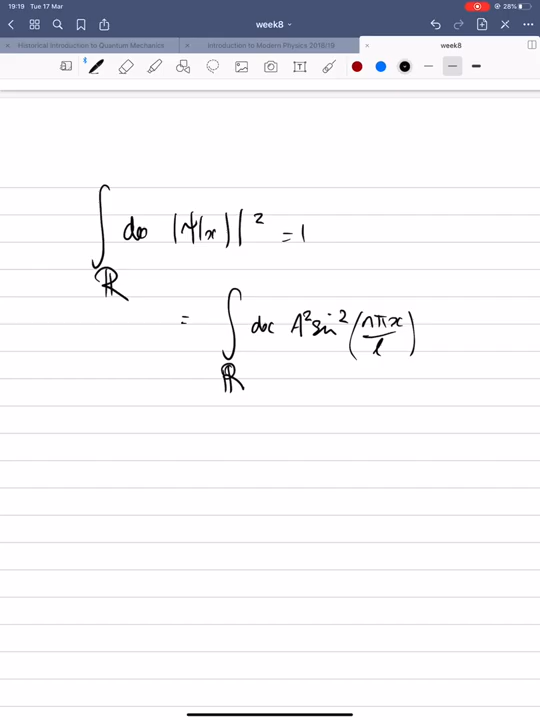 19:19 Tue 17 Mar 28%
week8
Historical Introduction to Quantum Mechanics Introduction to Modern Physics 2018/19 week8
∫_ℝ dx |ψ(x)|² = 1
= ∫_ℝ dx A² sin² (nπx/l)